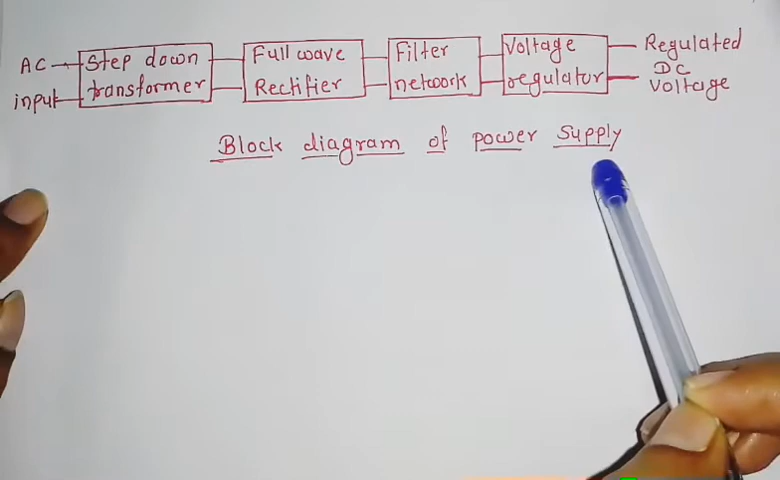 AC
input
Step down
transformer
Full wave
Rectifier
Filter
network
Voltage
regulator
Regulated
DC
Voltage
Block diagram of power Supply